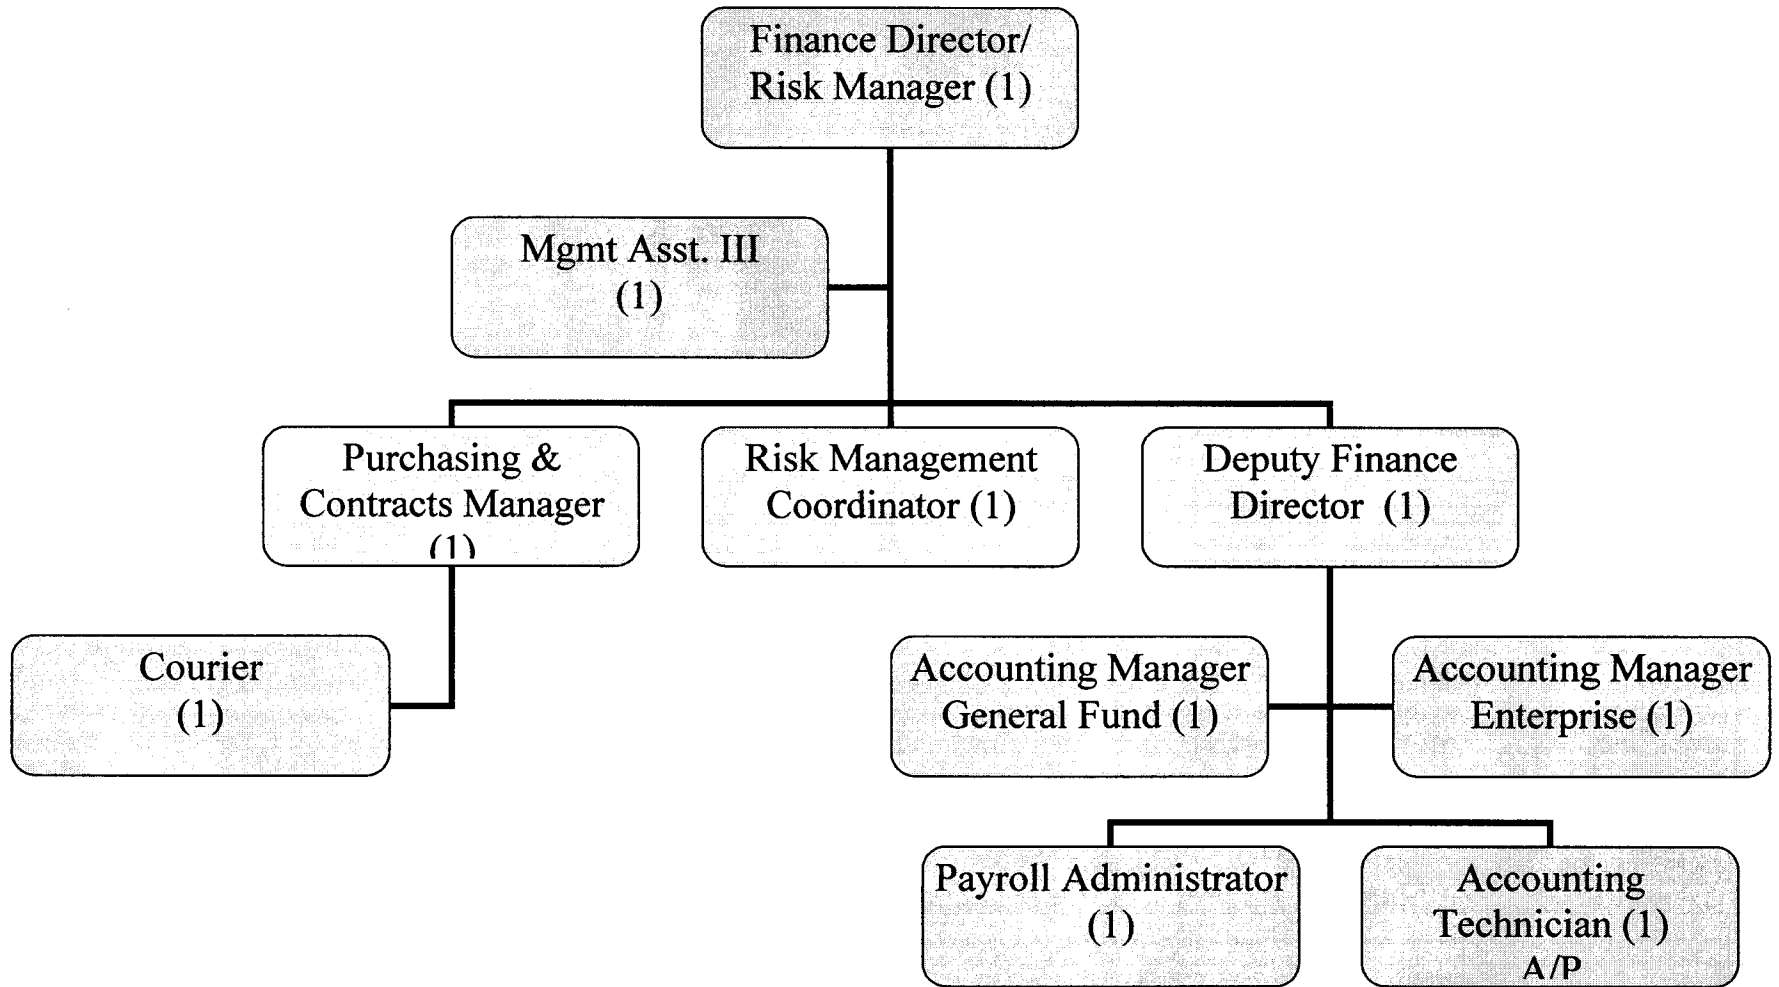 Finance Director/
Risk Manager (1)
Mgmt Asst. III
(1)
Purchasing &
Contracts Manager
(1)
Risk Management
Coordinator (1)
Deputy Finance
Director (1)
Courier
(1)
Accounting Manager
General Fund (1)
Accounting Manager
Enterprise (1)
Payroll Administrator
(1)
Accounting
Technician (1)
A/P